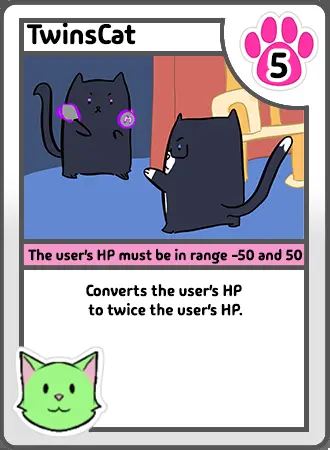 TwinsCat
5
The user's HP must be in range -50 and 50
Converts the user's HP
to twice the user's HP.